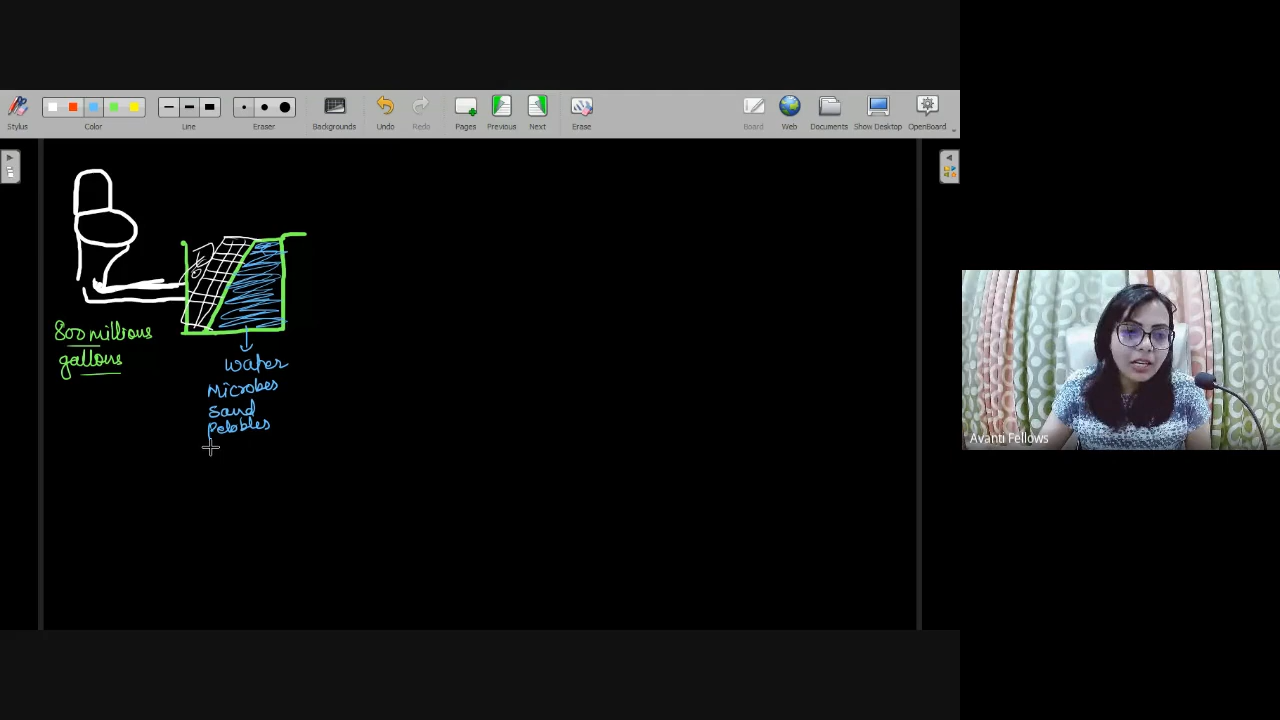 Stylus
Color
Line
Eraser
Backgrounds
Undo
Redo
Pages
Previous
Next
Erase
Board
Web
Documents
Show Desktop
OpenBoard
800 millions
gallons
Water
Microbes
Sand
Pebbles
Avanti Fellows